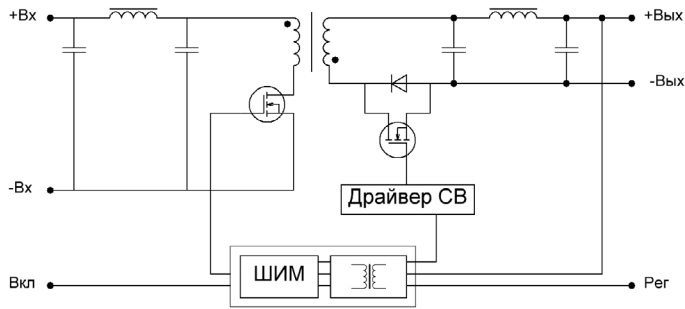 +Вх
+Вых
-Вых
-Вх
Драйвер СВ
ШИМ
Вкл
Рег